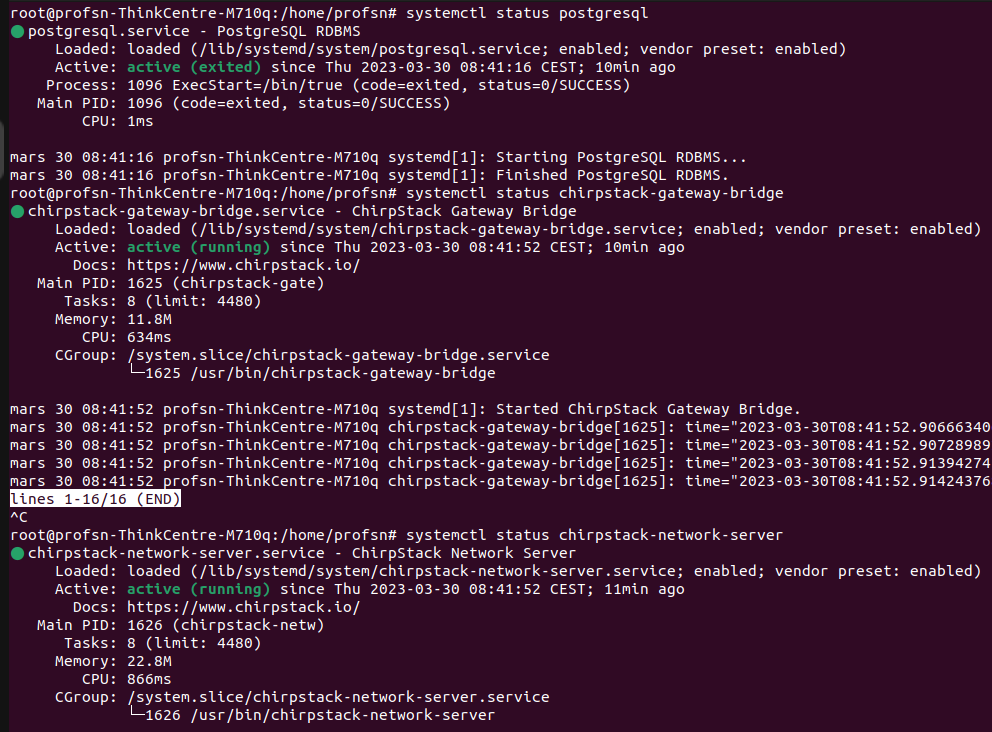 root@profsn-ThinkCentre-M710q:/home/profsn# systemctl status postgresql
● postgresql.service - PostgreSQL RDBMS
     Loaded: loaded (/lib/systemd/system/postgresql.service; enabled; vendor preset: enabled)
     Active: active (exited) since Thu 2023-03-30 08:41:16 CEST; 10min ago
    Process: 1096 ExecStart=/bin/true (code=exited, status=0/SUCCESS)
   Main PID: 1096 (code=exited, status=0/SUCCESS)
        CPU: 1ms

mars 30 08:41:16 profsn-ThinkCentre-M710q systemd[1]: Starting PostgreSQL RDBMS...
mars 30 08:41:16 profsn-ThinkCentre-M710q systemd[1]: Finished PostgreSQL RDBMS.
root@profsn-ThinkCentre-M710q:/home/profsn# systemctl status chirpstack-gateway-bridge
● chirpstack-gateway-bridge.service - ChirpStack Gateway Bridge
     Loaded: loaded (/lib/systemd/system/chirpstack-gateway-bridge.service; enabled; vendor preset: enabled)
     Active: active (running) since Thu 2023-03-30 08:41:52 CEST; 10min ago
       Docs: https://www.chirpstack.io/
   Main PID: 1625 (chirpstack-gate)
      Tasks: 8 (limit: 4480)
     Memory: 11.8M
        CPU: 634ms
     CGroup: /system.slice/chirpstack-gateway-bridge.service
             └─1625 /usr/bin/chirpstack-gateway-bridge

mars 30 08:41:52 profsn-ThinkCentre-M710q systemd[1]: Started ChirpStack Gateway Bridge.
mars 30 08:41:52 profsn-ThinkCentre-M710q chirpstack-gateway-bridge[1625]: time="2023-03-30T08:41:52.90666340
mars 30 08:41:52 profsn-ThinkCentre-M710q chirpstack-gateway-bridge[1625]: time="2023-03-30T08:41:52.90728989
mars 30 08:41:52 profsn-ThinkCentre-M710q chirpstack-gateway-bridge[1625]: time="2023-03-30T08:41:52.91394274
mars 30 08:41:52 profsn-ThinkCentre-M710q chirpstack-gateway-bridge[1625]: time="2023-03-30T08:41:52.91424376
lines 1-16/16 (END)
^C
root@profsn-ThinkCentre-M710q:/home/profsn# systemctl status chirpstack-network-server
● chirpstack-network-server.service - ChirpStack Network Server
     Loaded: loaded (/lib/systemd/system/chirpstack-network-server.service; enabled; vendor preset: enabled)
     Active: active (running) since Thu 2023-03-30 08:41:52 CEST; 11min ago
       Docs: https://www.chirpstack.io/
   Main PID: 1626 (chirpstack-netw)
      Tasks: 8 (limit: 4480)
     Memory: 22.8M
        CPU: 866ms
     CGroup: /system.slice/chirpstack-network-server.service
             └─1626 /usr/bin/chirpstack-network-server